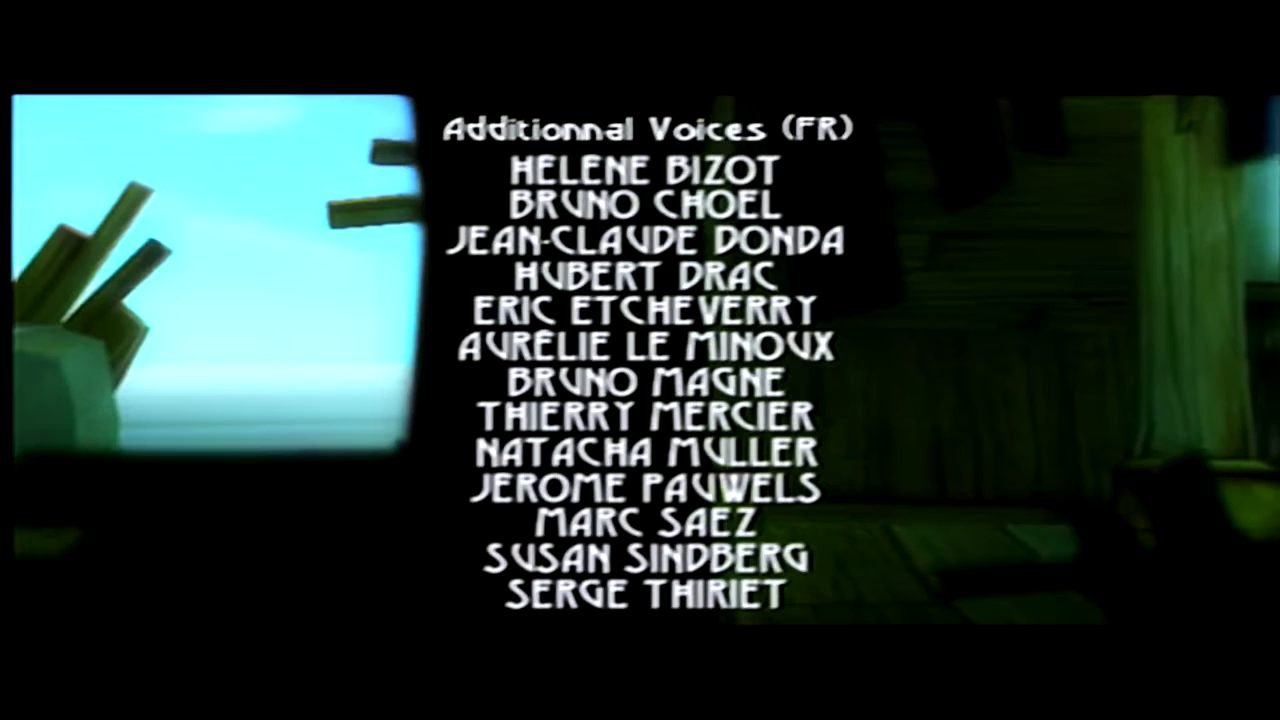 Additionnal Voices (FR)
HELENE BIZOT
BRUNO CHOEL
JEAN-CLAUDE DONDA
HUBERT DRAC
ERIC ETCHEVERRY
AURÉLIE LE MINOUX
BRUNO MAGNE
THIERRY MERCIER
NATACHA MULLER
JEROME PAUWELS
MARC SAEZ
SUSAN SINDBERG
SERGE THIRIET